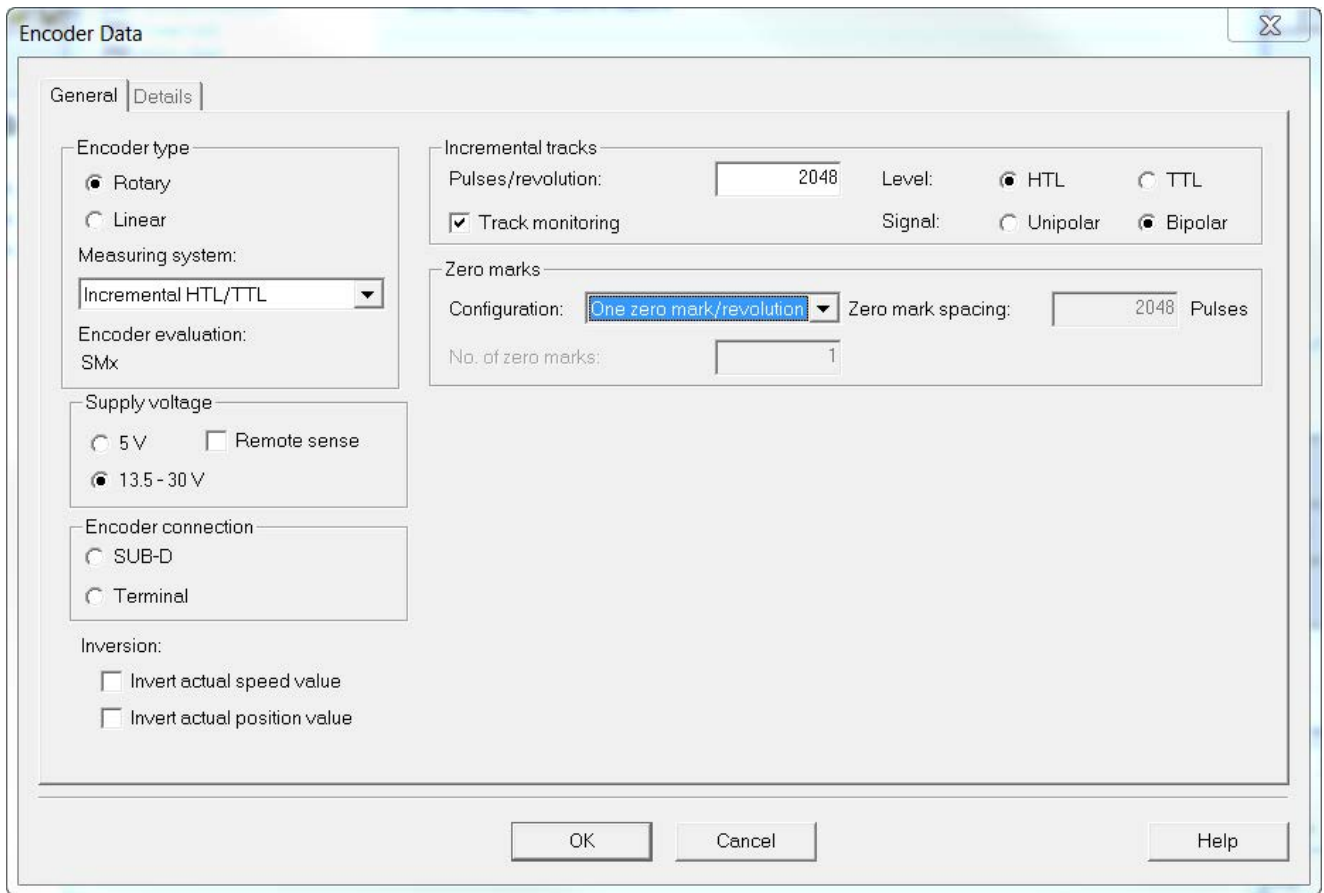 Encoder Data
General Details
Encoder type
Rotary
Linear
Measuring system:
Incremental HTL/TTL
Encoder evaluation:
SMx
Supply voltage
5 V Remote sense
13.5 - 30 V
Encoder connection
SUB-D
Terminal
Inversion:
Invert actual speed value
Invert actual position value
Incremental tracks
Pulses/revolution: 2048 Level: HTL TTL
Track monitoring Signal: Unipolar Bipolar
Zero marks
Configuration: One zero mark/revolution Zero mark spacing: 2048 Pulses
No. of zero marks: 1
OK Cancel Help